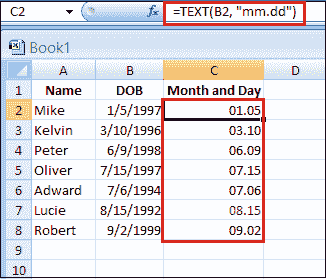 C2 fx =TEXT(B2, "mm.dd")
Book1
A B C D
1 Name DOB Month and Day
2 Mike 1/5/1997 01.05
3 Kelvin 3/10/1996 03.10
4 Peter 6/9/1998 06.09
5 Oliver 7/15/1997 07.15
6 Adward 7/6/1994 07.06
7 Lucie 8/15/1992 08.15
8 Robert 9/2/1999 09.02
9
10